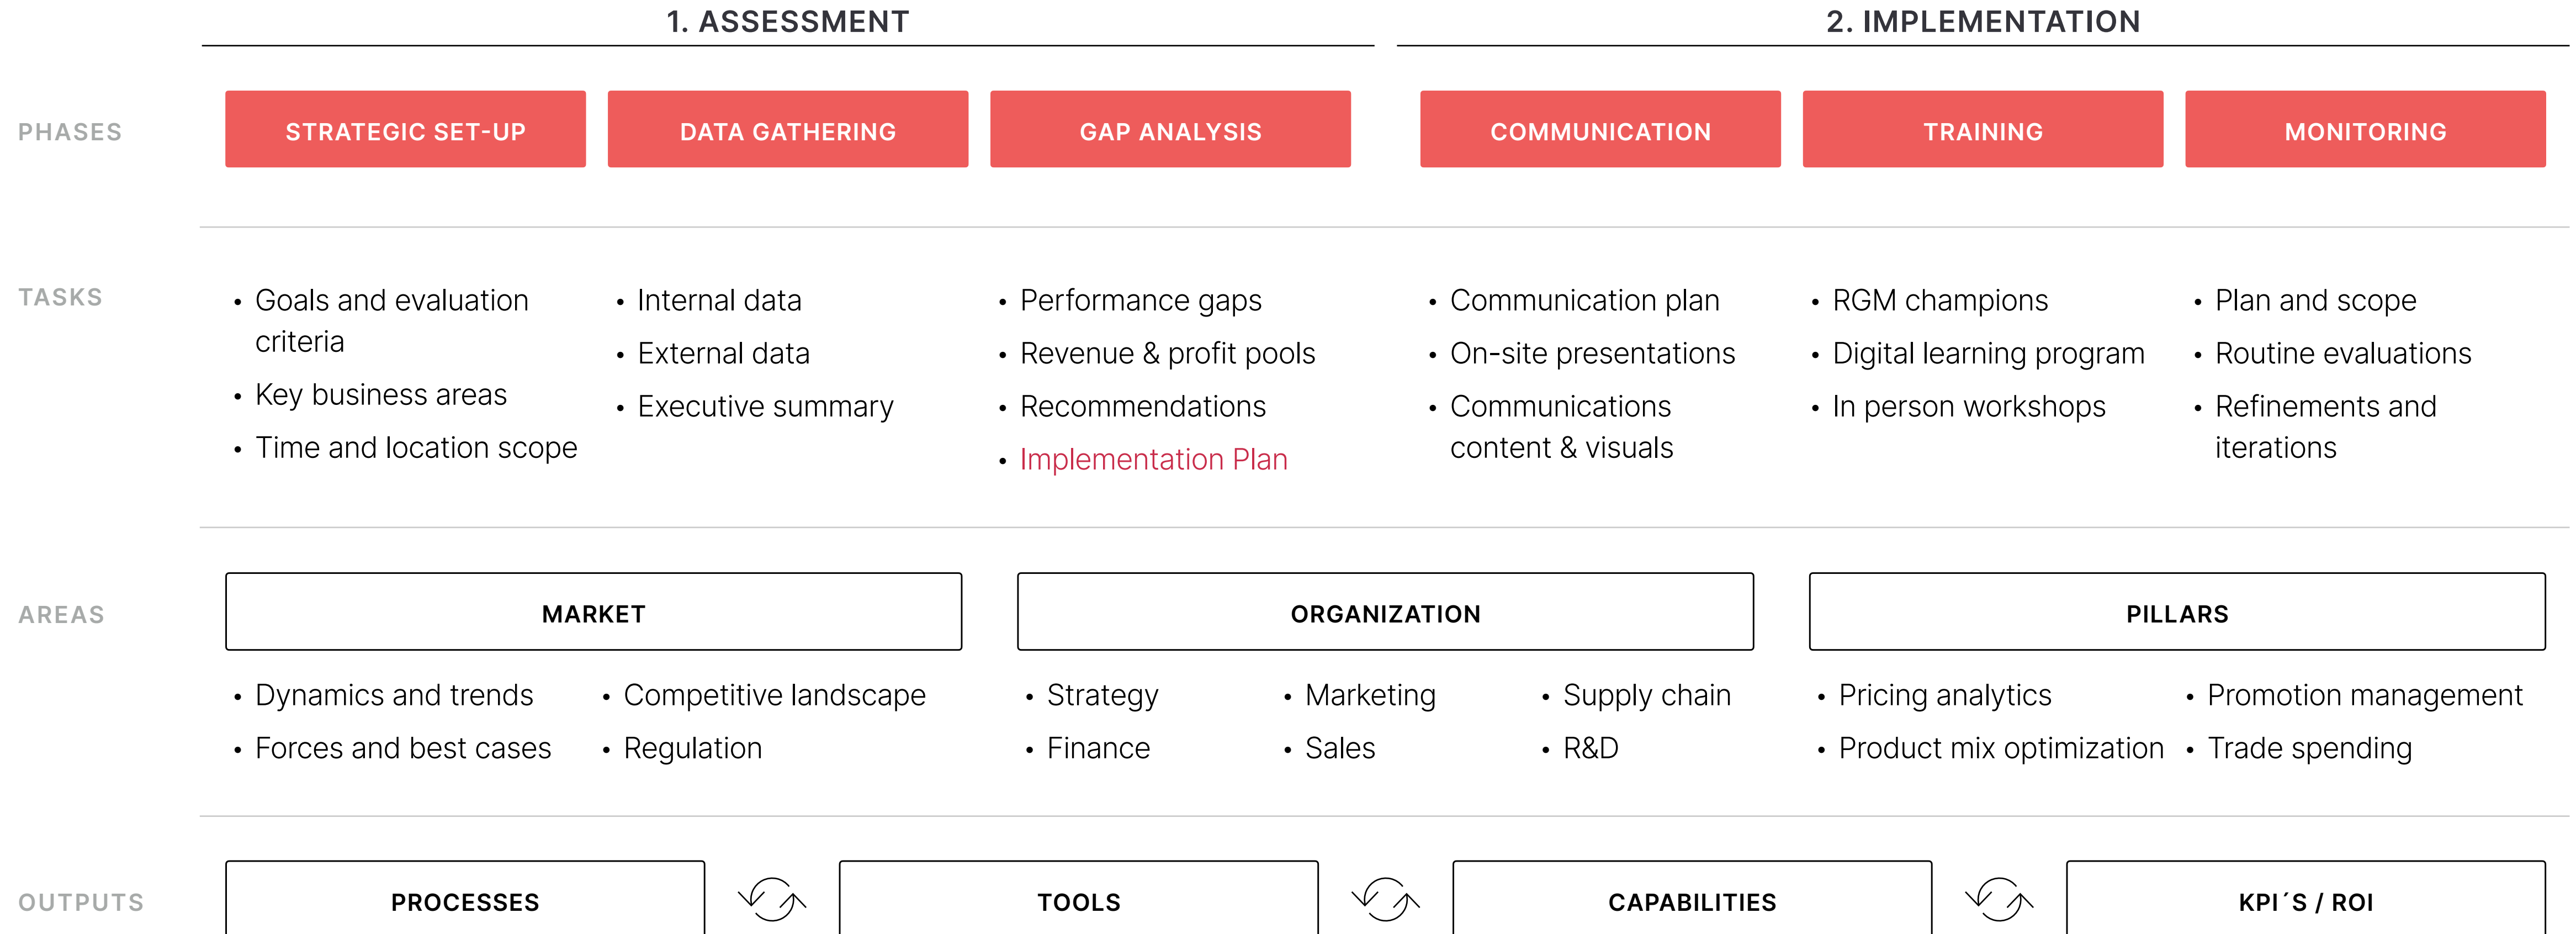 1. ASSESSMENT
2. IMPLEMENTATION
PHASES
STRATEGIC SET-UP
DATA GATHERING
GAP ANALYSIS
COMMUNICATION
TRAINING
MONITORING
TASKS
• Goals and evaluation
criteria
• Key business areas
• Time and location scope
• Internal data
• External data
• Executive summary
• Performance gaps
• Revenue & profit pools
• Recommendations
• Implementation Plan
• Communication plan
• On-site presentations
• Communications
content & visuals
• RGM champions
• Digital learning program
• In person workshops
• Plan and scope
• Routine evaluations
• Refinements and
iterations
AREAS
MARKET
• Dynamics and trends
• Forces and best cases
• Competitive landscape
• Regulation
ORGANIZATION
• Strategy
• Finance
• Marketing
• Sales
• Supply chain
• R&D
PILLARS
• Pricing analytics
• Product mix optimization
• Promotion management
• Trade spending
OUTPUTS
PROCESSES
TOOLS
CAPABILITIES
KPI´S / ROI